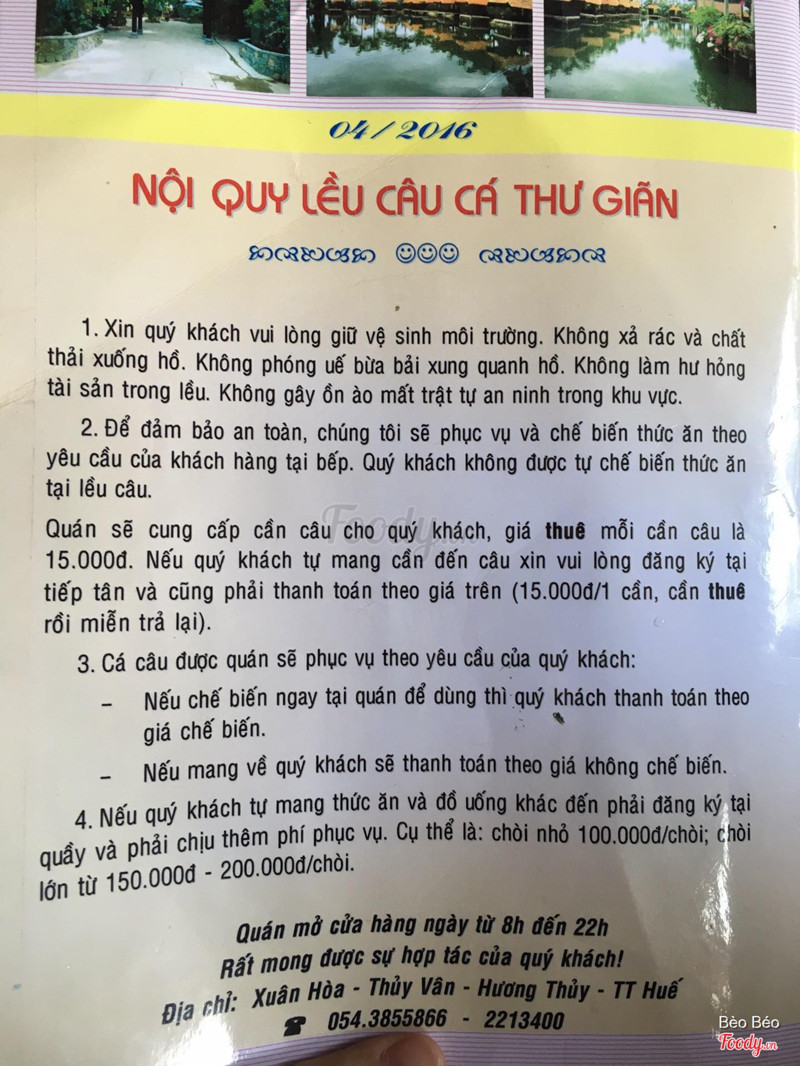 04/2016
NỘI QUY LỀU CÂU CÁ THƯ GIÃN
1. Xin quý khách vui lòng giữ vệ sinh môi trường. Không xả rác và chất
thải xuống hồ. Không phóng uế bừa bải xung quanh hồ. Không làm hư hỏng
tài sản trong lều. Không gây ồn ào mất trật tự an ninh trong khu vực.
2. Để đảm bảo an toàn, chúng tôi sẽ phục vụ và chế biến thức ăn theo
yêu cầu của khách hàng tại bếp. Quý khách không được tự chế biến thức ăn
tại lều câu.
Quán sẽ cung cấp cần câu cho quý khách, giá thuê mỗi cần câu là
15.000đ. Nếu quý khách tự mang cần đến câu xin vui lòng đăng ký tại
tiếp tân và cũng phải thanh toán theo giá trên (15.000đ/1 cần, cần thuê
rồi miễn trả lại).
3. Cá câu được quán sẽ phục vụ theo yêu cầu của quý khách:
– Nếu chế biến ngay tại quán để dùng thì quý khách thanh toán theo
giá chế biến.
– Nếu mang về quý khách sẽ thanh toán theo giá không chế biến.
4. Nếu quý khách tự mang thức ăn và đồ uống khác đến phải đăng ký tại
quầy và phải chịu thêm phí phục vụ. Cụ thể là: chòi nhỏ 100.000đ/chòi; chòi
lớn từ 150.000đ - 200.000đ/chòi.
Quán mở cửa hàng ngày từ 8h đến 22h
Rất mong được sự hợp tác của quý khách!
Địa chỉ: Xuân Hòa - Thủy Vân - Hương Thủy - TT Huế
☎ 054.3855866 - 2213400
Foody.vn
Bèo Béo
Foody.vn